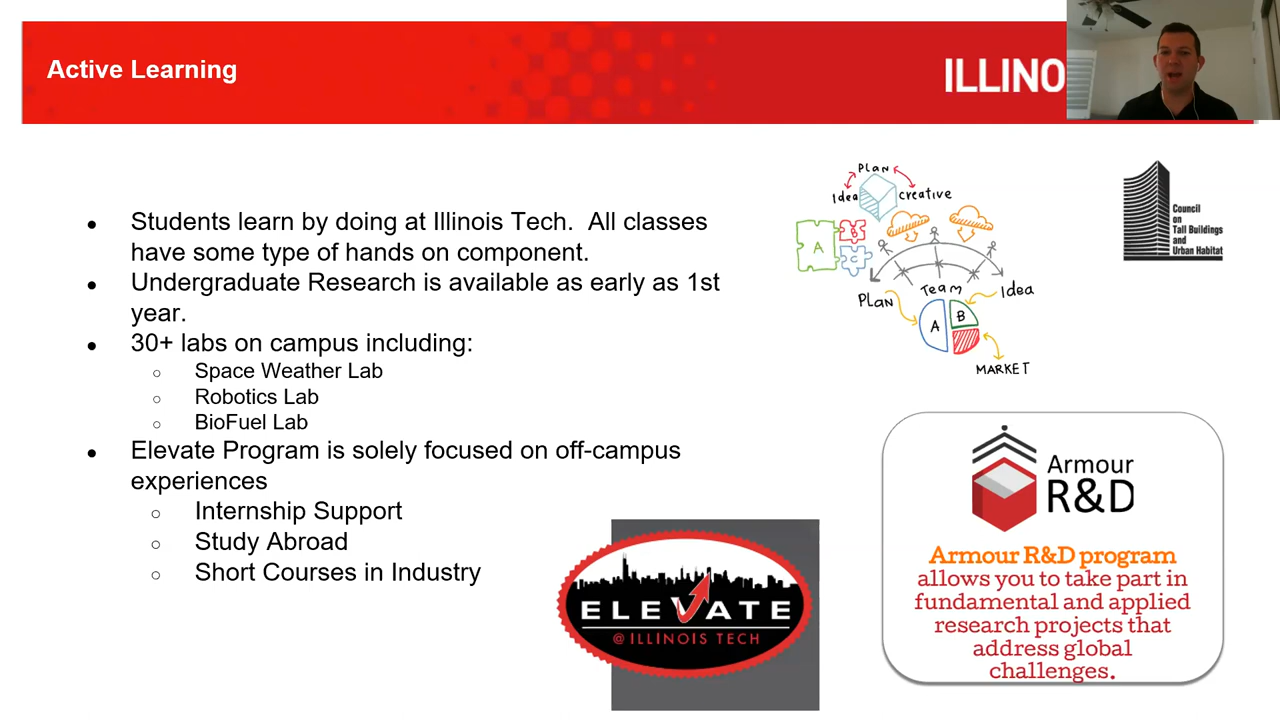 Active Learning
ILLINO
Students learn by doing at Illinois Tech. All classes
have some type of hands on component.
Undergraduate Research is available as early as 1st
year.
30+ labs on campus including:
Space Weather Lab
Robotics Lab
BioFuel Lab
Elevate Program is solely focused on off-campus
experiences
Internship Support
Study Abroad
Short Courses in Industry
PLAN
Idea
creative
A
B
C
Team
PLAN
Idea
A
B
MARKET
Council
on
Tall Buildings
and
Urban Habitat
ELEVATE
@ILLINOIS TECH
Armour
R&D
Armour R&D program
allows you to take part in
fundamental and applied
research projects that
address global
challenges.